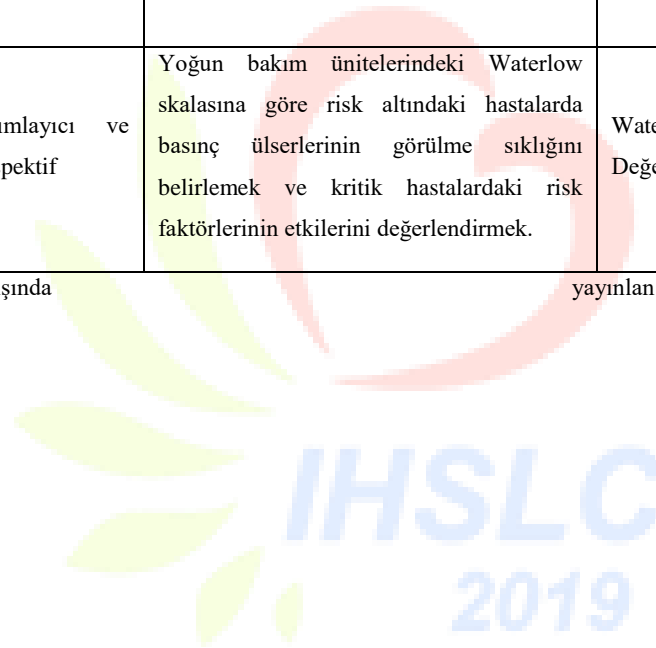 Yoğun bakım ünitelerindeki Waterlow
skalasına göre risk altındaki hastalarda
ımlayıcı ve basınç ülserlerinin görülme sıklığını Wate
pektif belirlemek ve kritik hastalardaki risk Değe
faktörlerinin etkilerini değerlendirmek.
şında yayınlan
IHSLC
2019